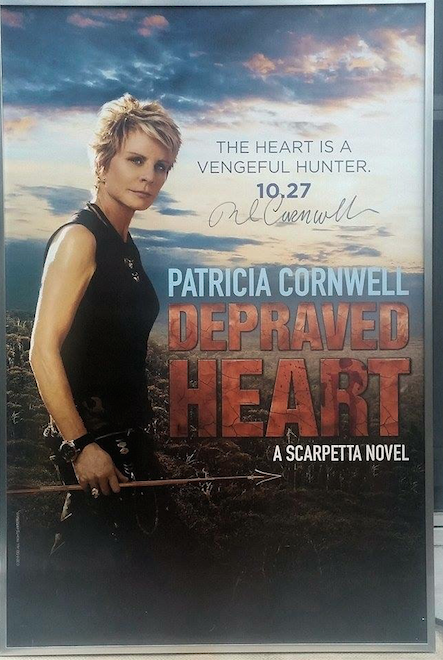 THE HEART IS A
VENGEFUL HUNTER.
10.27
PATRICIA CORNWELL
DEPRAVED
HEART
A SCARPETTA NOVEL